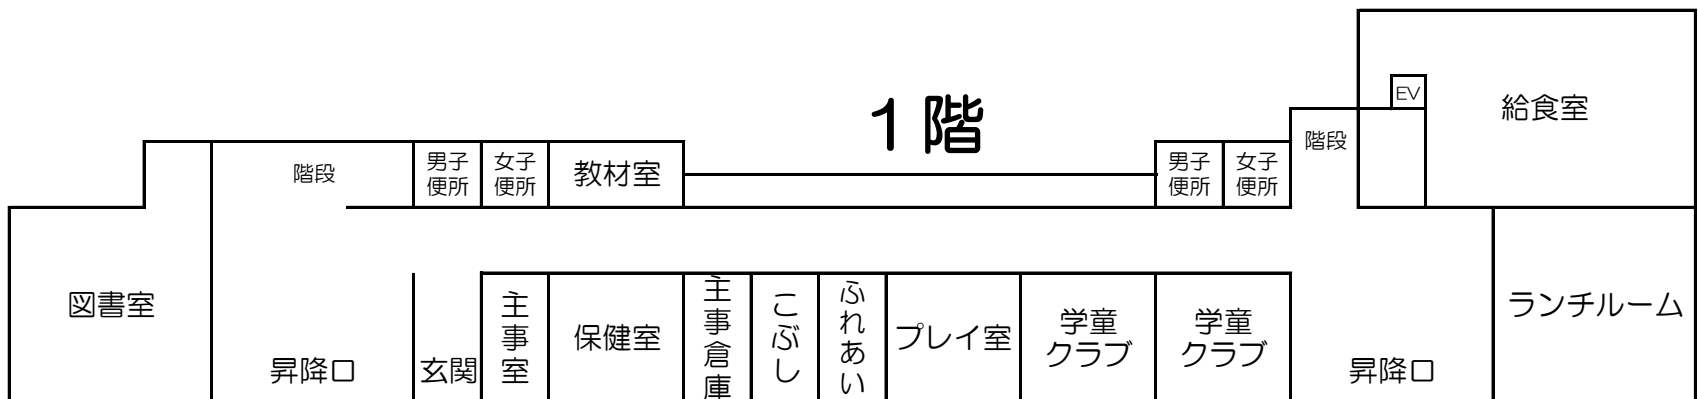 1階
EV
給食室
階段
男子
便所
女子
便所
教材室
男子
便所
女子
便所
階段
図書室
昇降口
玄関
主事室
保健室
主事倉庫
こぶし
ふれあい
プレイ室
学童
クラブ
学童
クラブ
昇降口
ランチルーム